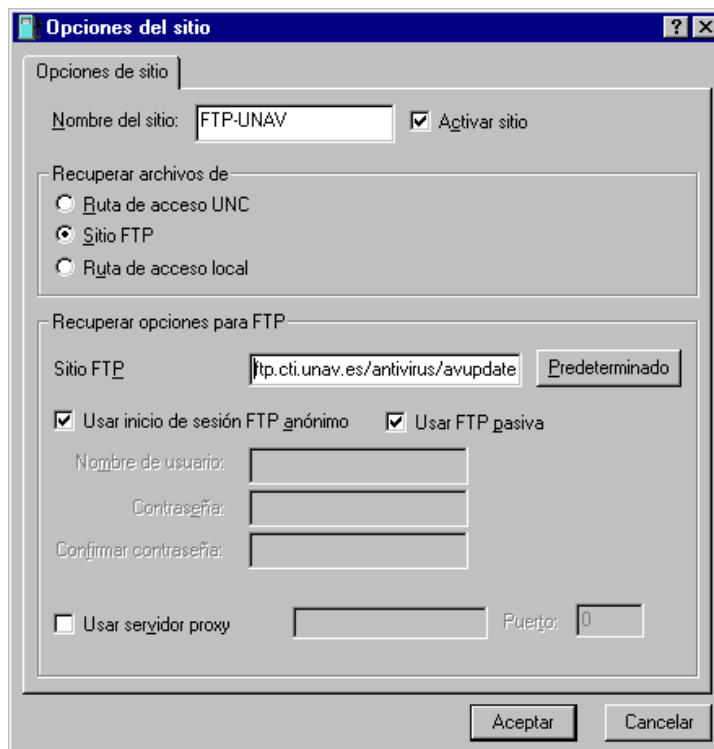 Opciones del sitio
Opciones de sitio
Nombre del sitio: FTP-UNAV Activar sitio
Recuperar archivos de
Ruta de acceso UNC
Sitio FTP
Ruta de acceso local
Recuperar opciones para FTP
Sitio FTP ftp.cti.unav.es/antivirus/avupdate Predeterminado
Usar inicio de sesión FTP anónimo Usar FTP pasiva
Nombre de usuario:
Contraseña:
Confirmar contraseña:
Usar servidor proxy Puerto: 0
Aceptar Cancelar